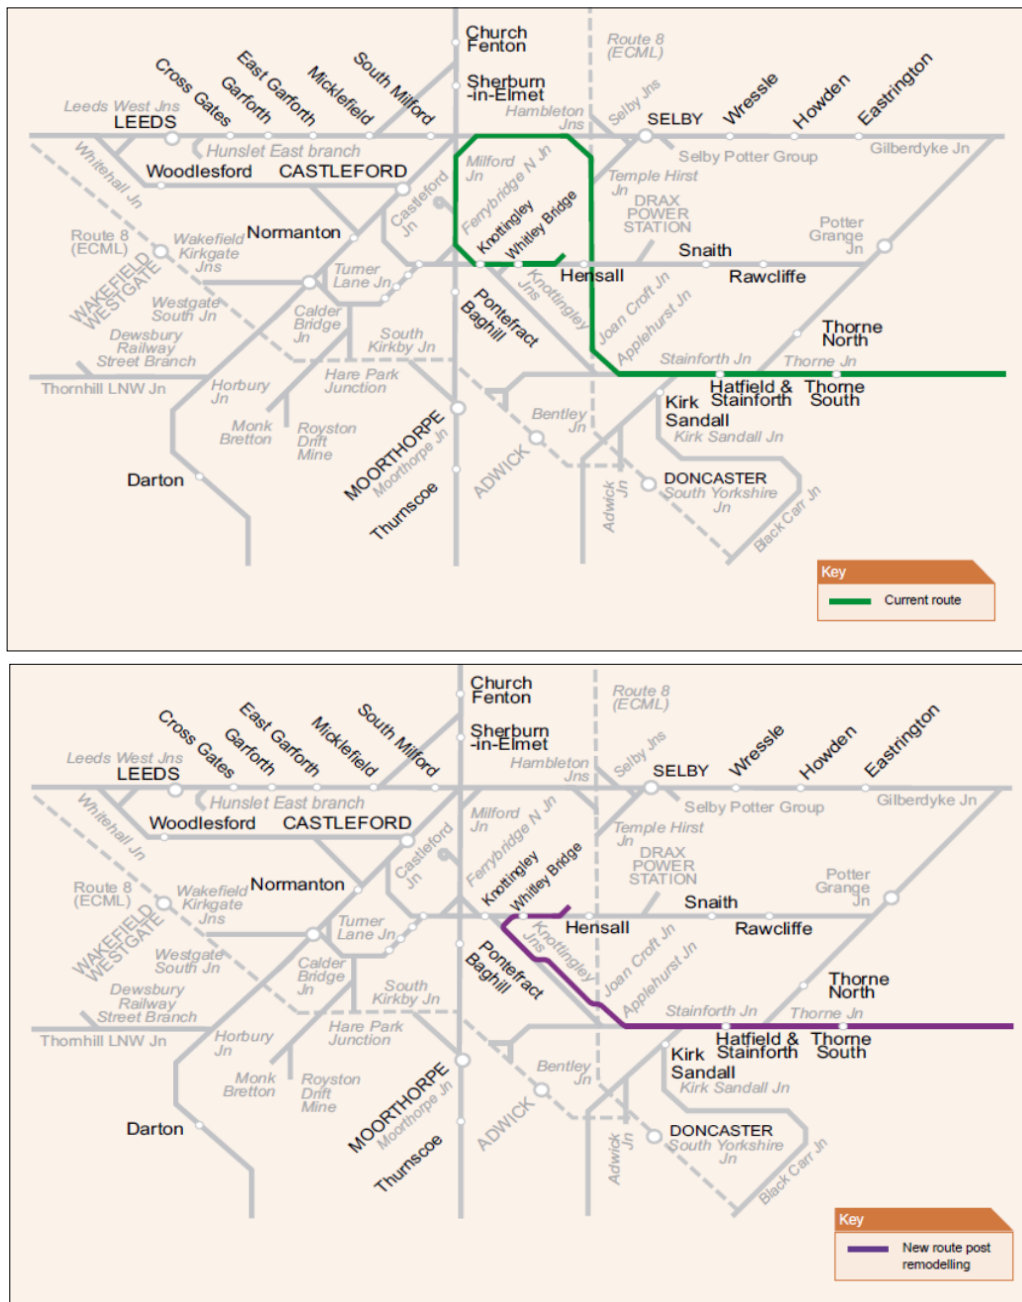 Church
Fenton
Route 8
(ECML)
Sherburn
-in-Elmet
Cross Gates
Garforth
East Garforth
Micklefield
South Milford
Hambleton
Jns
Selby Jns
Wressle
Howden
Eastrington
Leeds West Jns
LEEDS
SELBY
Hunslet East branch
Selby Potter Group
Gilberdyke Jn
Whitehall Jn
Woodlesford
CASTLEFORD
Castleford
Jn
Milford
Jn
Ferrybridge N Jn
Temple Hirst
Jn
DRAX
POWER
STATION
Potter
Grange
Jn
Knottingley
Whitley Bridge
Normanton
Route 8
(ECML)
Wakefield
Kirkgate
Jns
WAKEFIELD
WESTGATE
Turner
Lane Jn
Hensall
Snaith
Rawcliffe
Westgate
South Jn
Knottingley
Jns
Joan Croft Jn
Applehurst Jn
Pontefract
Baghill
Calder
Bridge
Jn
South
Kirkby Jn
Thorne
North
Dewsbury
Railway
Street Branch
Stainforth Jn
Thorne Jn
Thornhill LNW Jn
Horbury
Jn
Hare Park
Junction
Hatfield &
Stainforth
Thorne
South
Kirk
Sandall
Kirk Sandall Jn
Monk
Bretton
Royston
Drift
Mine
MOORTHORPE
Moorthorpe Jn
Bentley
Jn
ADWICK
Adwick
Jn
Darton
Thurnscoe
DONCASTER
South Yorkshire
Jn
Black Carr Jn
Key
Current route
Church
Fenton
Route 8
(ECML)
Sherburn
-in-Elmet
Cross Gates
Garforth
East Garforth
Micklefield
South Milford
Hambleton
Jns
Selby Jns
Wressle
Howden
Eastrington
Leeds West Jns
LEEDS
SELBY
Hunslet East branch
Selby Potter Group
Gilberdyke Jn
Whitehall Jn
Woodlesford
CASTLEFORD
Castleford
Jn
Milford
Jn
Ferrybridge N Jn
Temple Hirst
Jn
DRAX
POWER
STATION
Potter
Grange
Jn
Knottingley
Whitley Bridge
Normanton
Route 8
(ECML)
Wakefield
Kirkgate
Jns
WAKEFIELD
WESTGATE
Turner
Lane Jn
Hensall
Snaith
Rawcliffe
Westgate
South Jn
Knottingley
Jns
Joan Croft Jn
Applehurst Jn
Pontefract
Baghill
Calder
Bridge
Jn
South
Kirkby Jn
Thorne
North
Dewsbury
Railway
Street Branch
Stainforth Jn
Thorne Jn
Thornhill LNW Jn
Horbury
Jn
Hare Park
Junction
Hatfield &
Stainforth
Thorne
South
Kirk
Sandall
Kirk Sandall Jn
Monk
Bretton
Royston
Drift
Mine
MOORTHORPE
Moorthorpe Jn
Bentley
Jn
ADWICK
Adwick
Jn
Darton
Thurnscoe
DONCASTER
South Yorkshire
Jn
Black Carr Jn
Key
New route post
remodelling